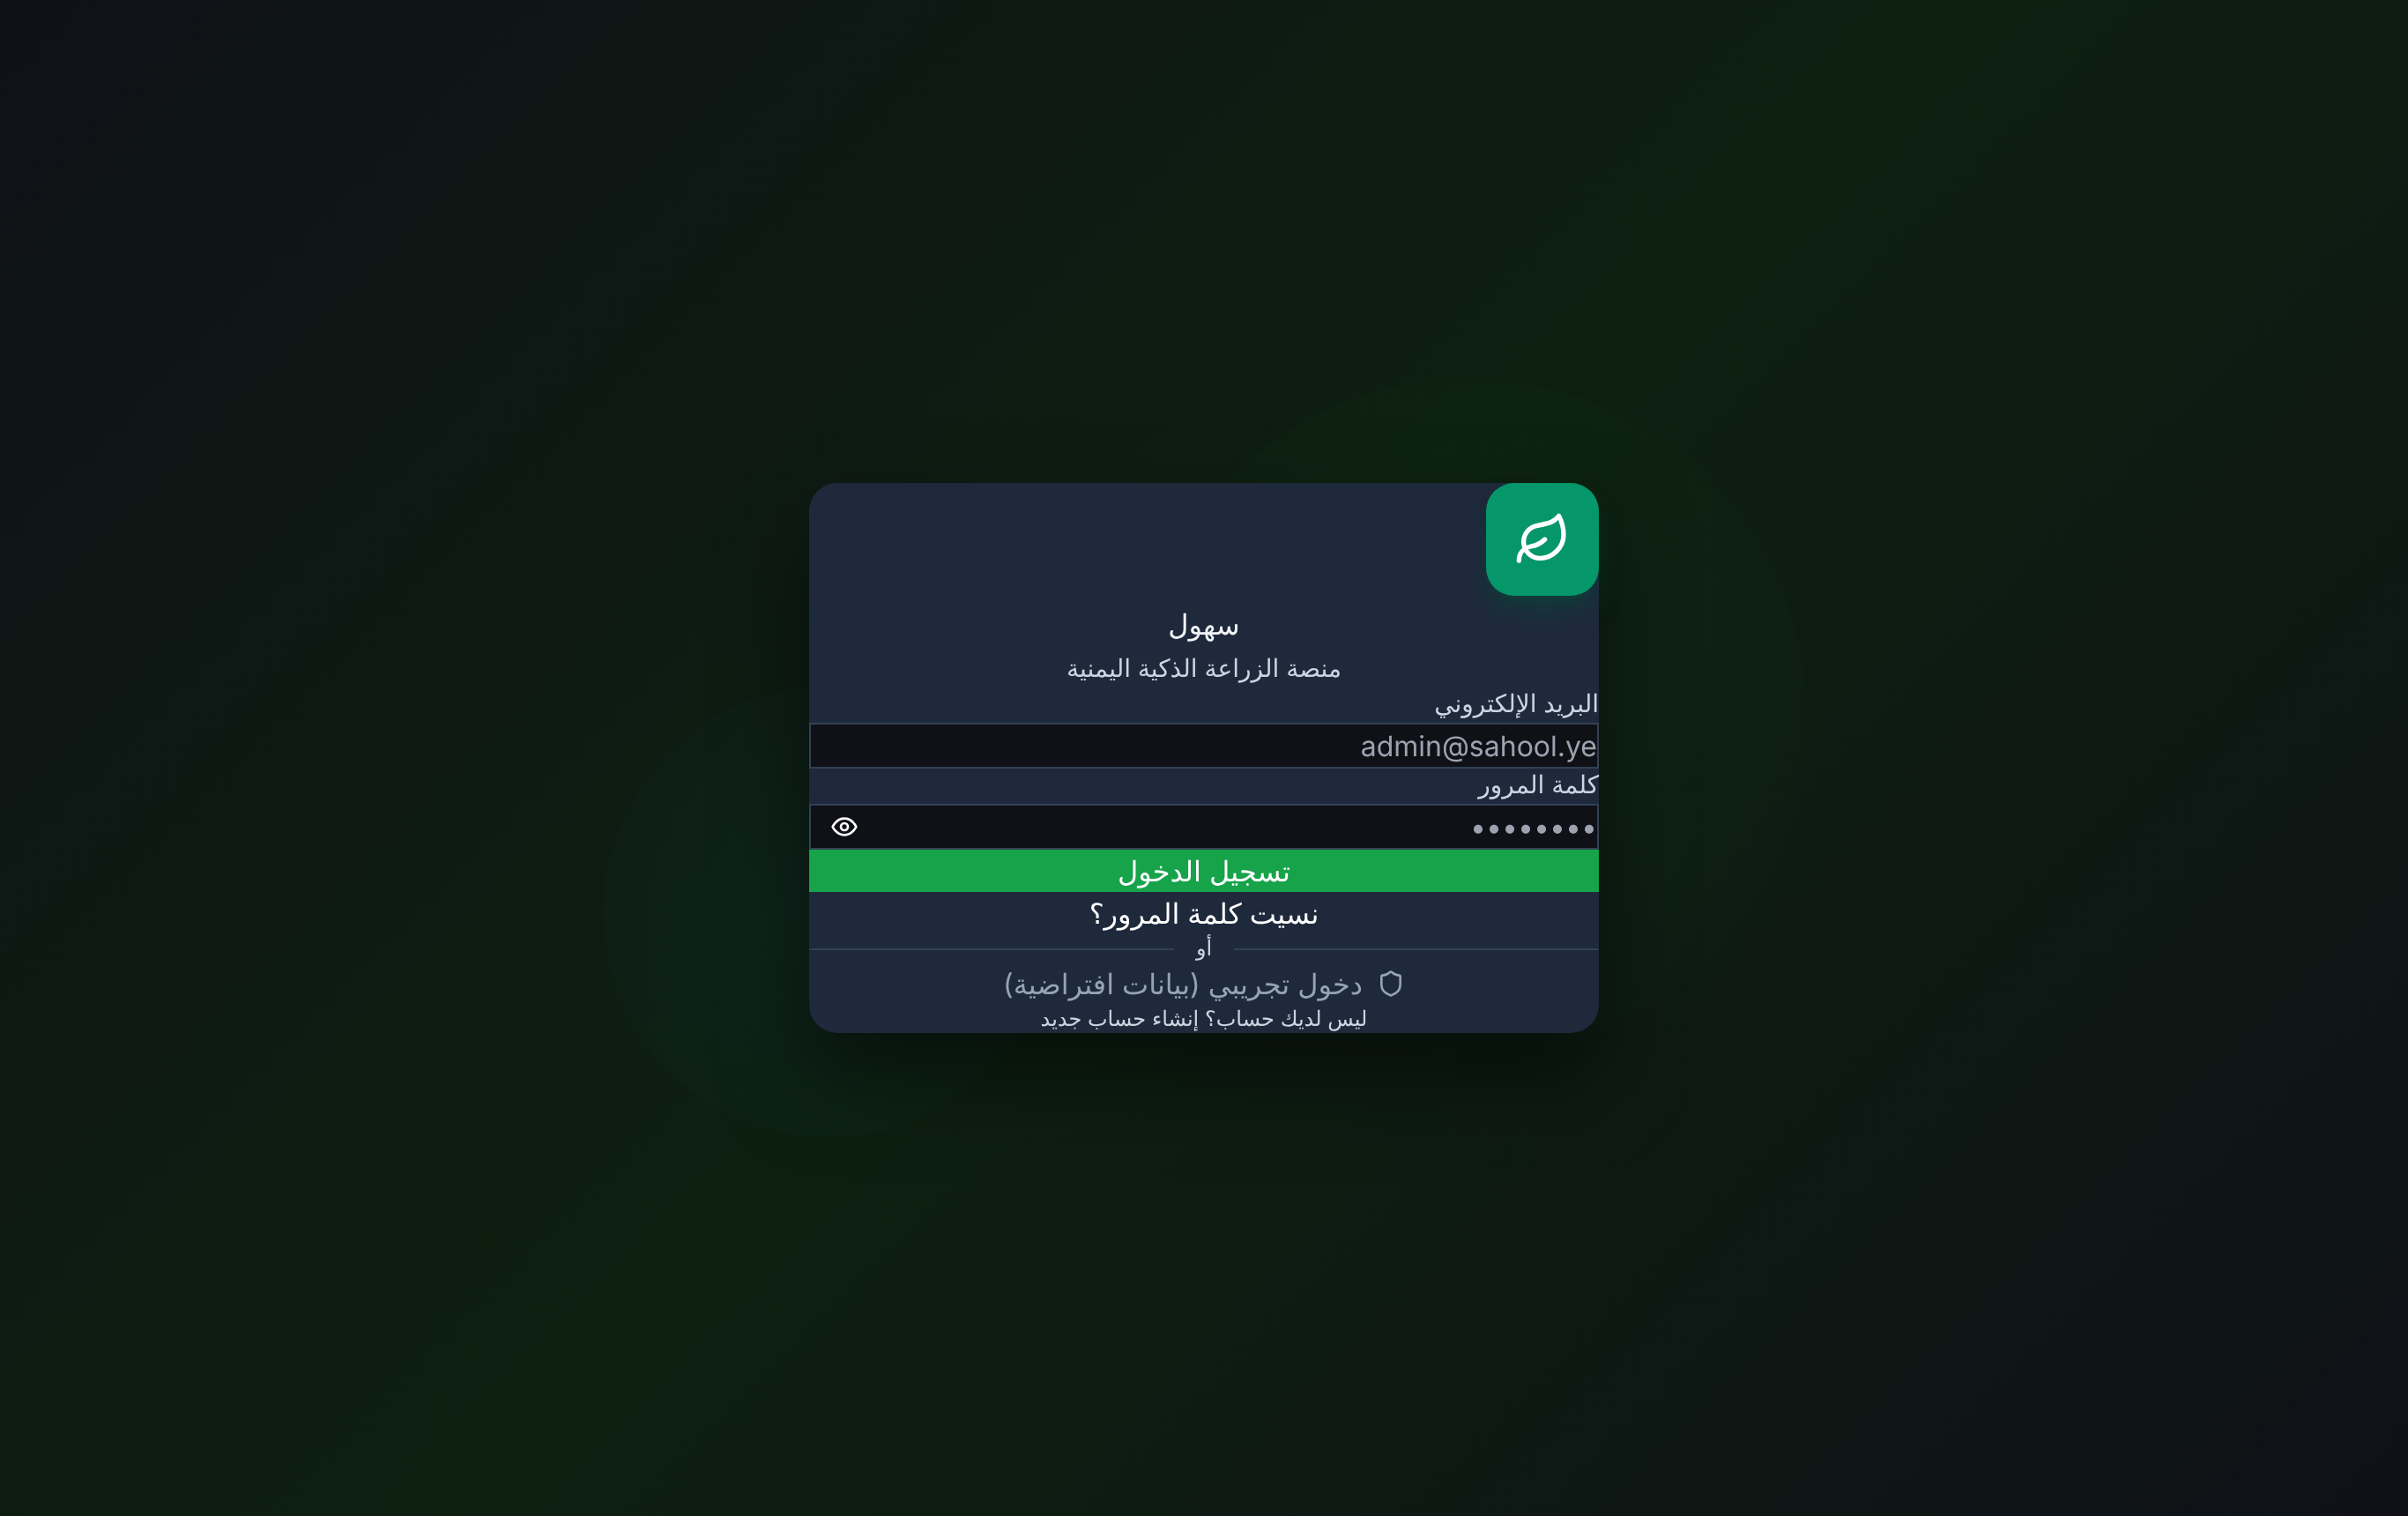 سهول
منصة الزراعة الذكية اليمنية
البريد الإلكتروني
admin@sahool.ye
كلمة المرور
••••••••
تسجيل الدخول
نسيت كلمة المرور؟
أو
دخول تجريبي (بيانات افتراضية)
ليس لديك حساب؟ إنشاء حساب جديد